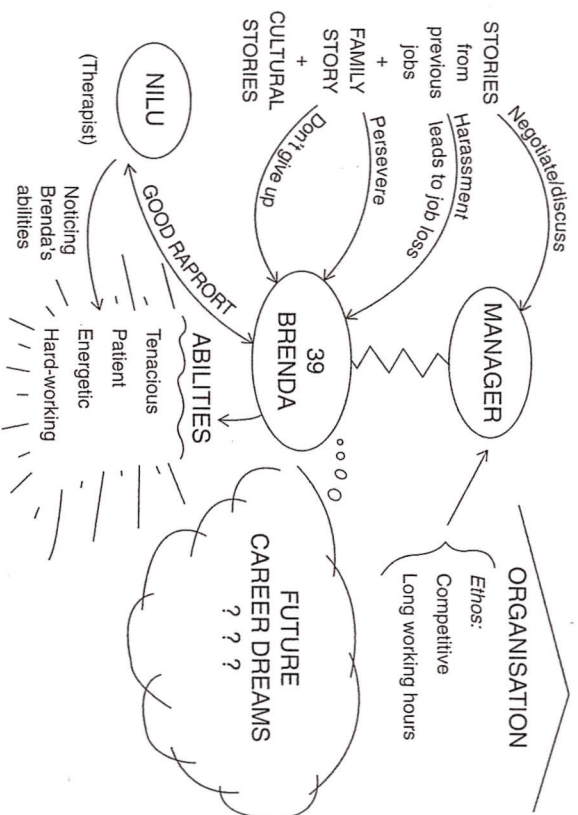 STORIES
from
previous
jobs
+
FAMILY
STORY
+
CULTURAL
STORIES
Negotiate/discuss
Harassment
leads to job loss
Persevere
Don't give up
MANAGER
ORGANISATION
Ethos:
Competitive
Long working hours
39
BRENDA
NILU
(Therapist)
GOOD RAPRORT
Noticing
Brenda's
abilities
ABILITIES
Tenacious
Patient
Energetic
Hard-working
FUTURE
CAREER DREAMS
? ? ?